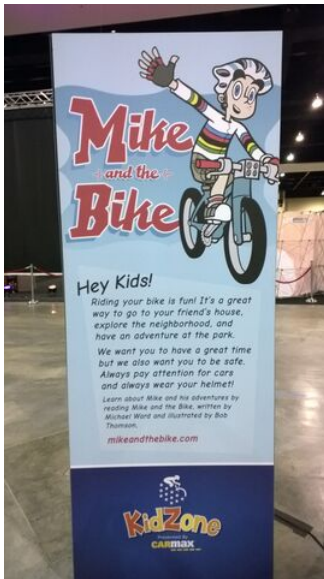 Mike
and the
Bike
Hey Kids!
Riding your bike is fun! It's a great
way to go to your friend's house,
explore the neighborhood, and
have an adventure at the park.
We want you to have a great time
but we also want you to be safe.
Always pay attention for cars
and always wear your helmet!
Learn about Mike and his adventures by
reading Mike and the Bike, written by
Michael Ward and illustrated by Bob
Thomson,
mikeandthebike.com
KidZone
Presented By
CARMAX